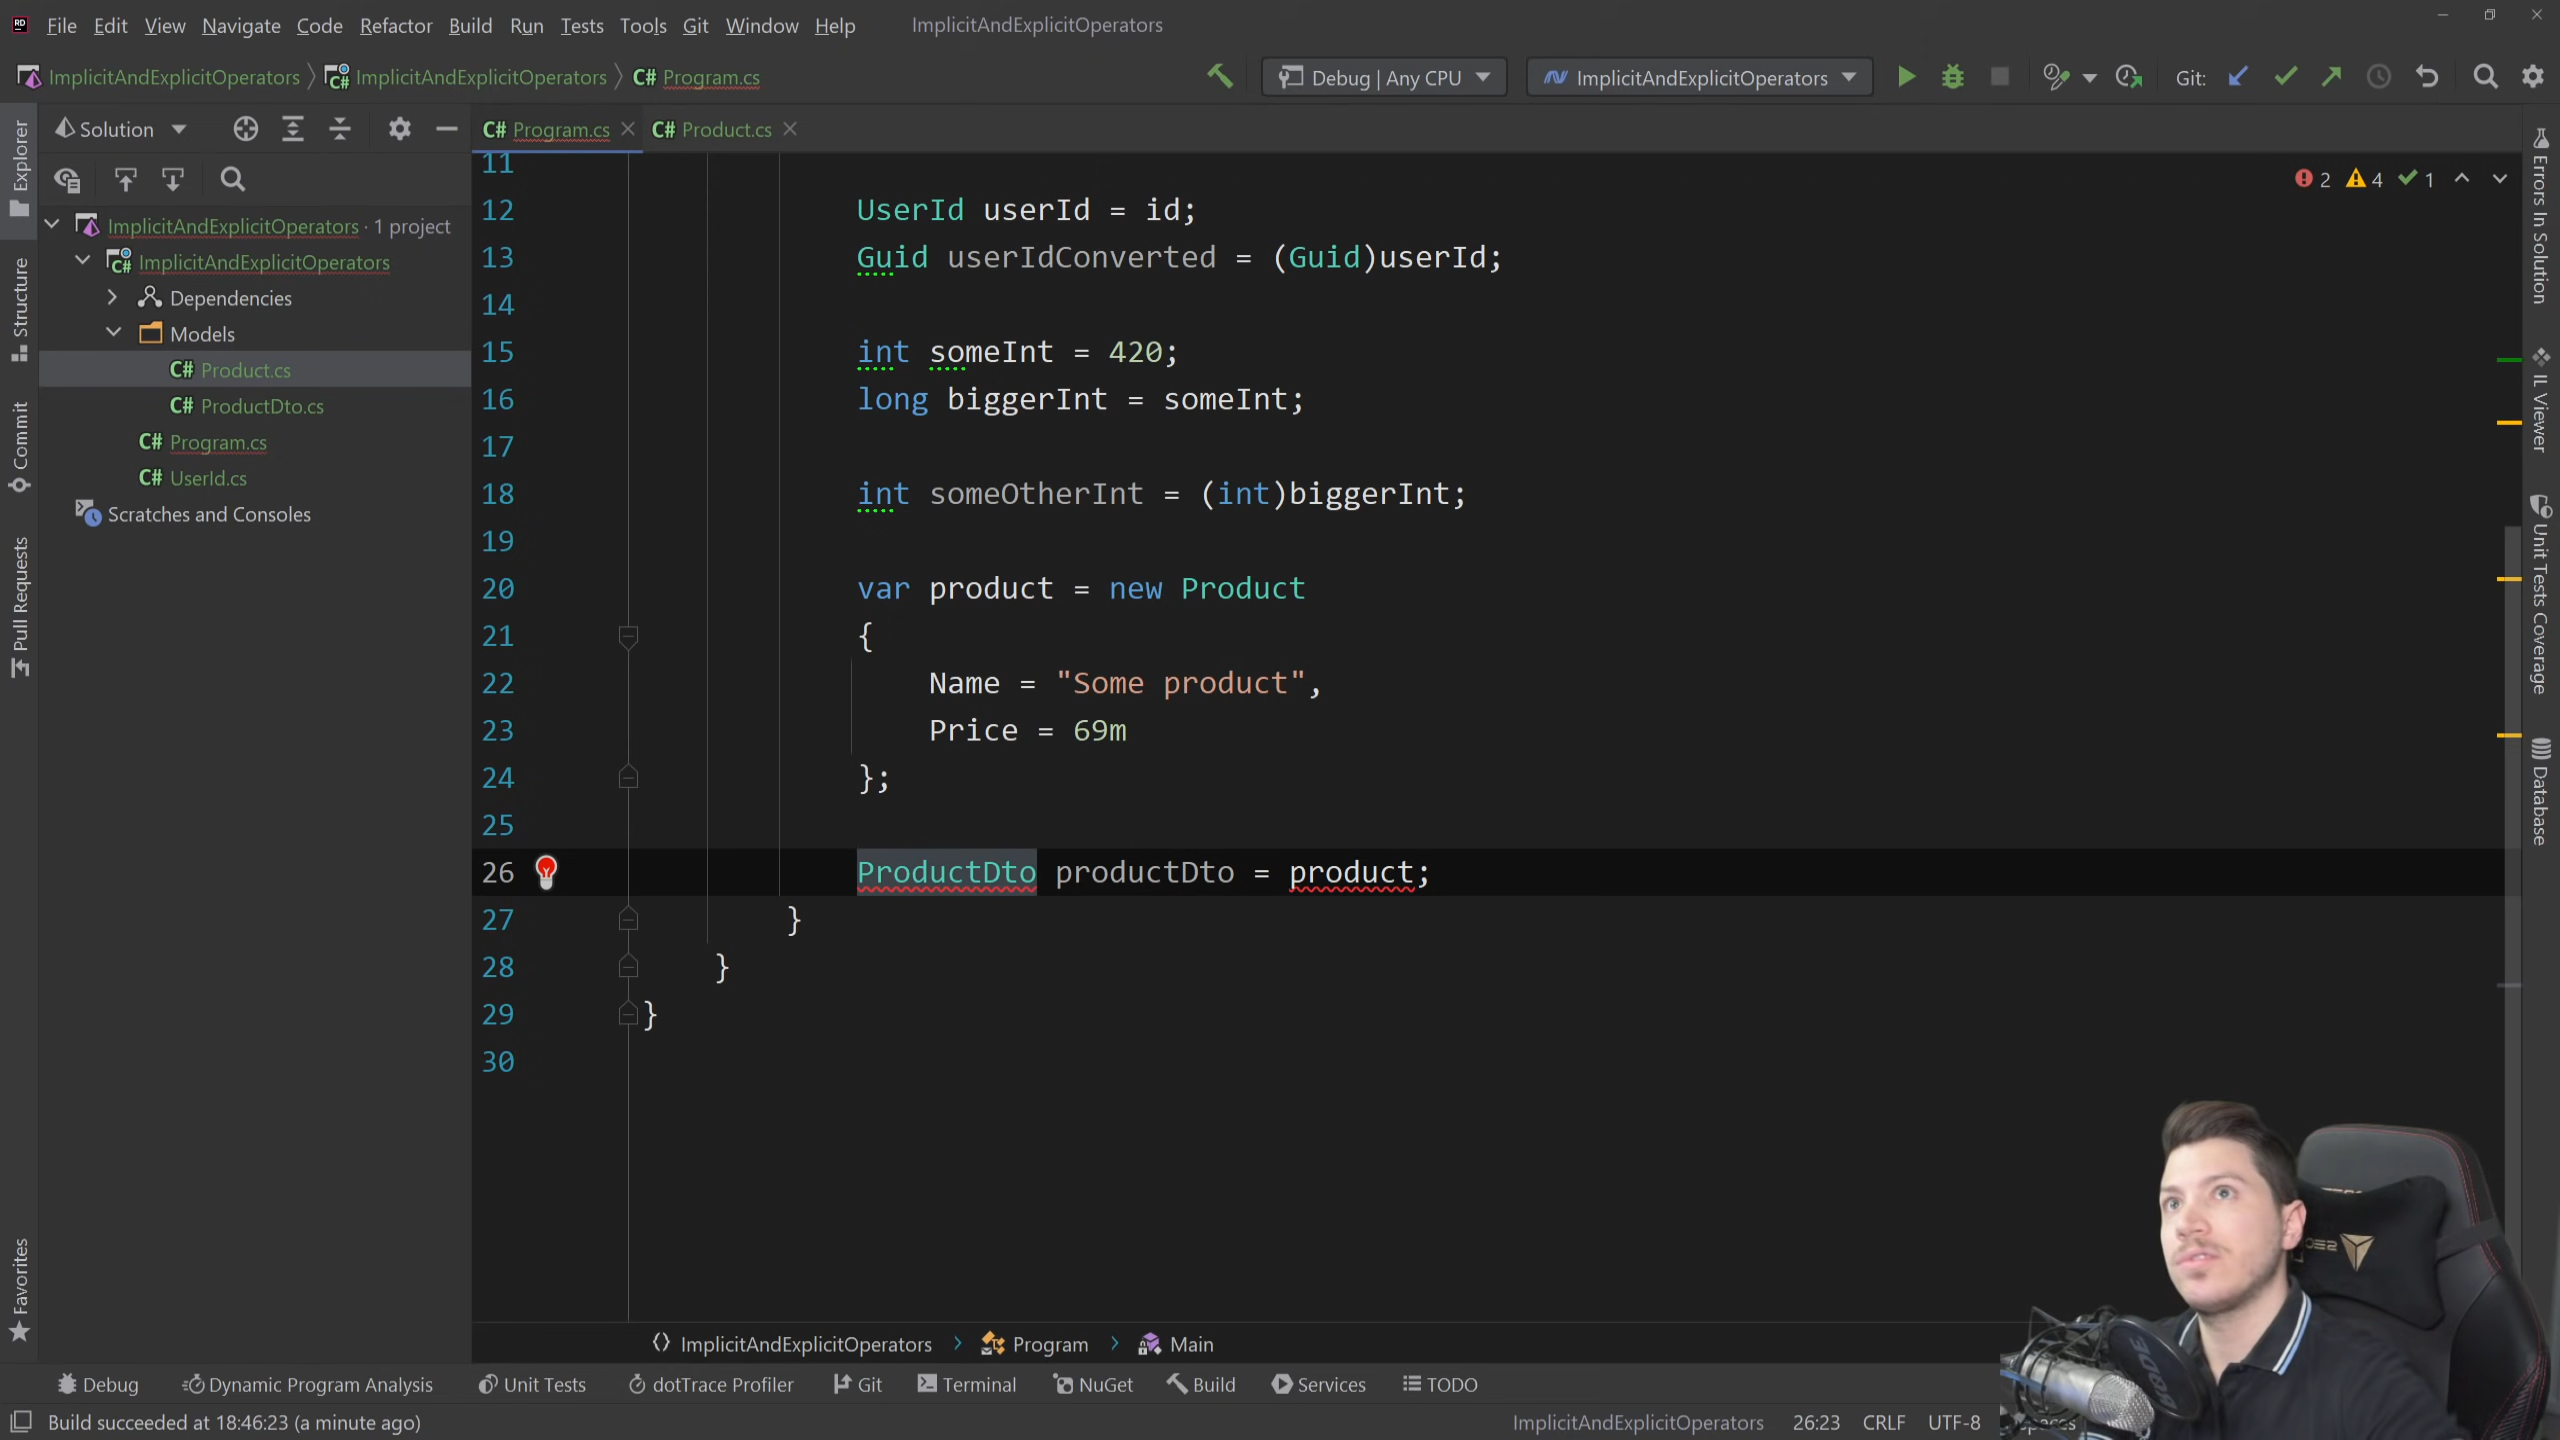 File Edit View Navigate Code Refactor Build Run Tests Tools Git Window Help ImplicitAndExplicitOperators
ImplicitAndExplicitOperators ImplicitAndExplicitOperators C# Program.cs Debug | Any CPU ImplicitAndExplicitOperators Git:
Solution C# Program.cs C# Product.cs
Explorer
Structure
Commit
Pull Requests
Favorites
ImplicitAndExplicitOperators · 1 project
C# ImplicitAndExplicitOperators
Dependencies
Models
C# Product.cs
C# ProductDto.cs
C# Program.cs
C# UserId.cs
Scratches and Consoles
2 4 1
11
12 UserId userId = id;
13 Guid userIdConverted = (Guid)userId;
14
15 int someInt = 420;
16 long biggerInt = someInt;
17
18 int someOtherInt = (int)biggerInt;
19
20 var product = new Product
21 {
22 Name = "Some product",
23 Price = 69m
24 };
25
26 ProductDto productDto = product;
27 }
28 }
29 }
30
Errors In Solution
IL Viewer
Unit Tests Coverage
Database
ImplicitAndExplicitOperators Program Main
Debug Dynamic Program Analysis Unit Tests dotTrace Profiler Git Terminal NuGet Build Services TODO
Build succeeded at 18:46:23 (a minute ago) ImplicitAndExplicitOperators 26:23 CRLF UTF-8